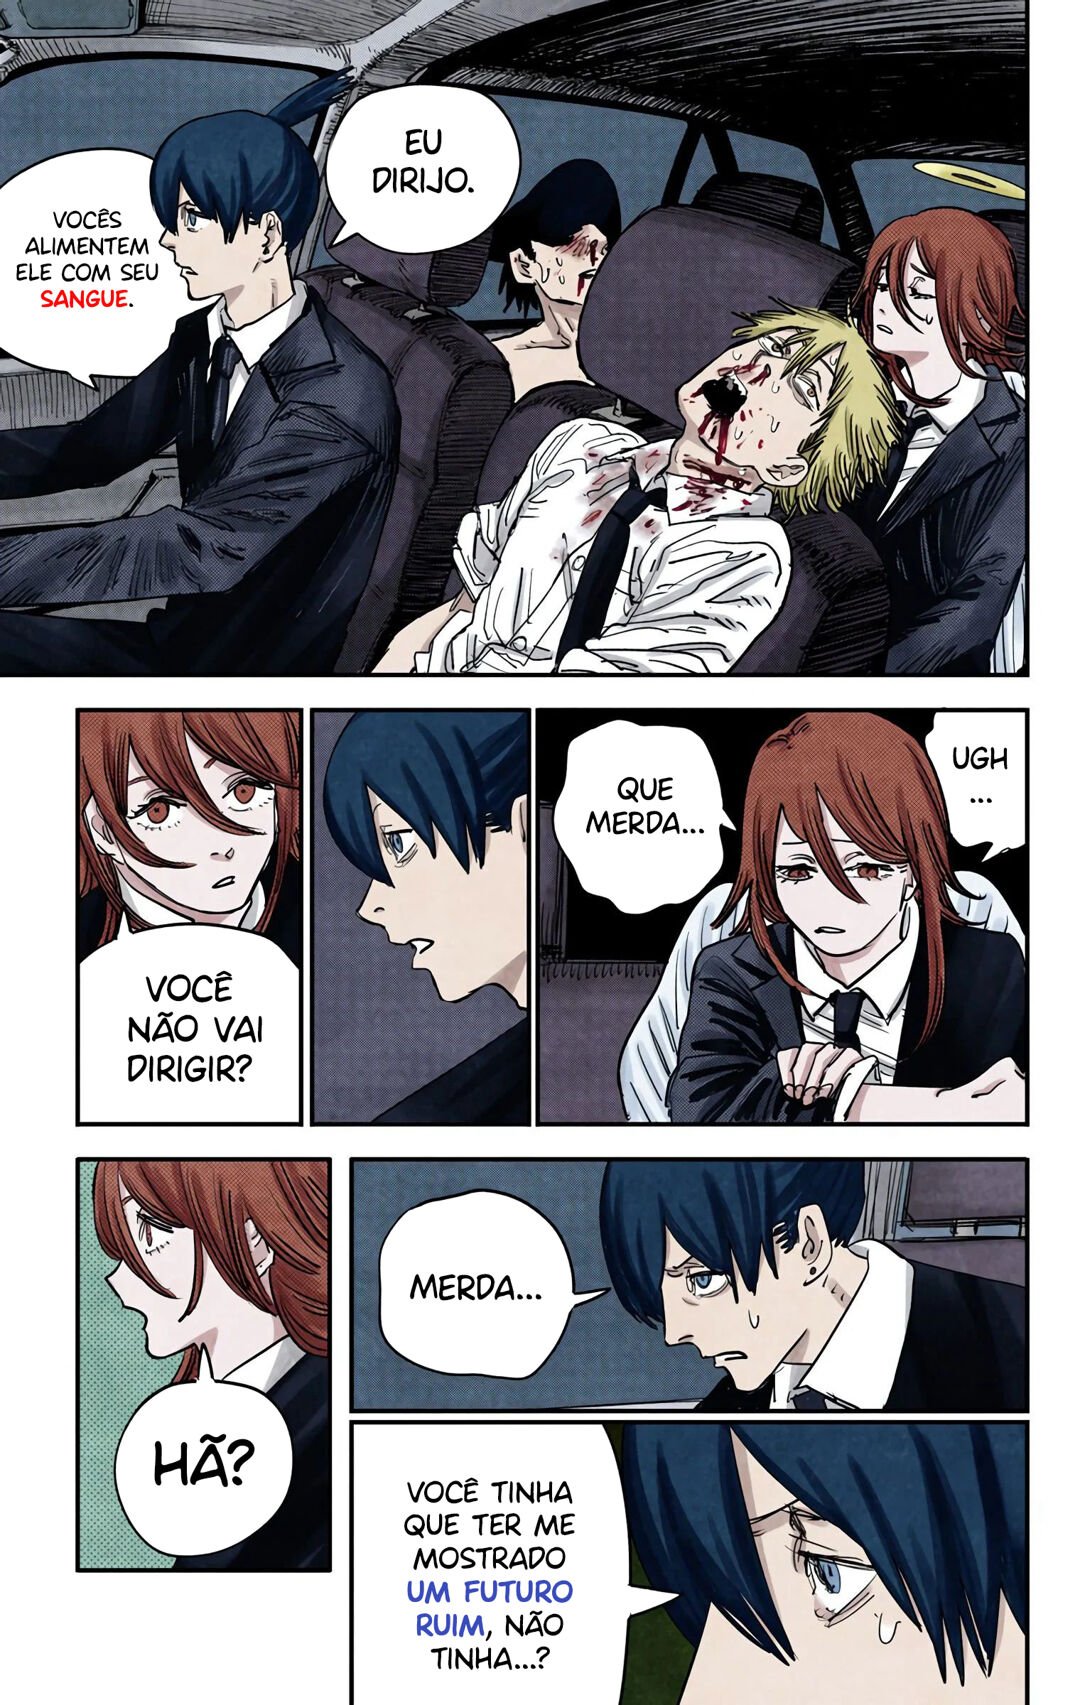 EU
DIRIJO.
VOCÊS
ALIMENTEM
ELE COM SEU
SANGUE.
UGH
...
QUE
MERDA...
VOCÊ
NÃO VAI
DIRIGIR?
MERDA...
VOCÊ TINHA
QUE TER ME
MOSTRADO
UM FUTURO
RUIM, NÃO
TINHA...?
HÃ?